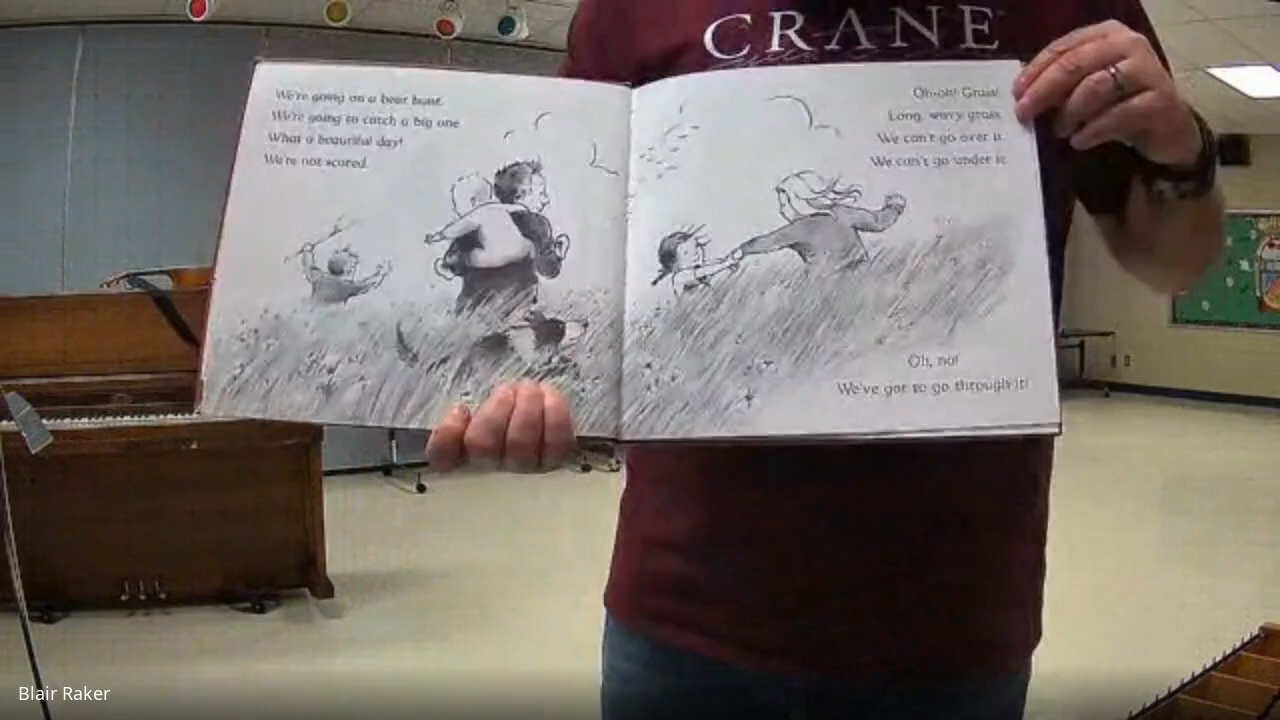 CRANE
We're going on a bear hunt.
We're going to catch a big one.
What a beautiful day!
We're not scared.
Uh-uh! Grass!
Long, wavy grass.
We can't go over it.
We can't go under it.
Oh, no!
We've got to go through it!
Blair Raker